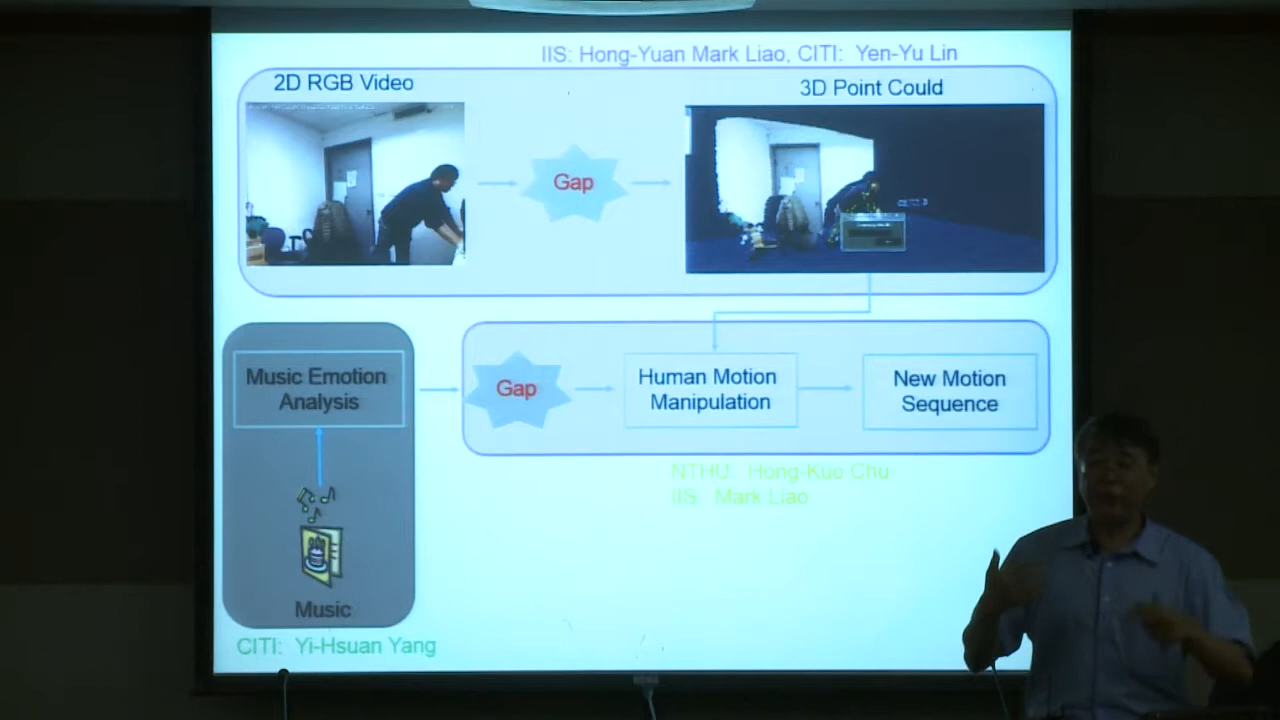 IIS: Hong-Yuan Mark Liao, CITI: Yen-Yu Lin
2D RGB Video
3D Point Could
Gap
Music Emotion
Analysis
Gap
Human Motion
Manipulation
New Motion
Sequence
NTHU: Hong-Kuo Chu
IIS: Mark Liao
Music
CITI: Yi-Hsuan Yang